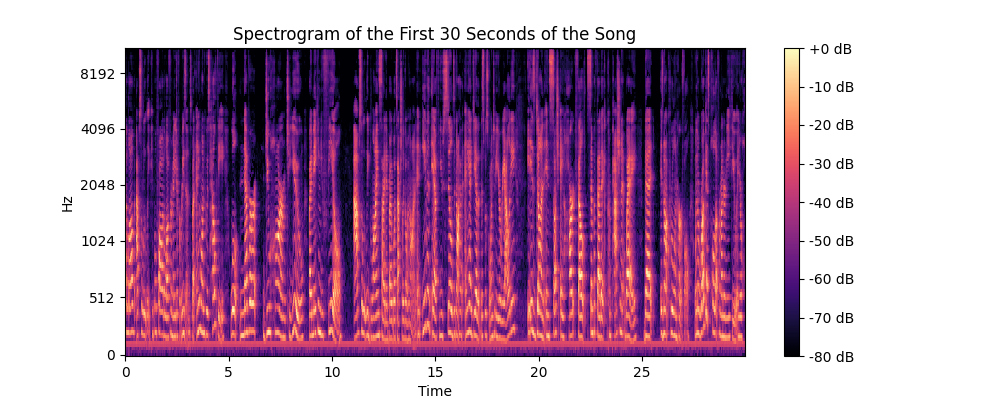 Spectrogram of the First 30 Seconds of the Song
Hz
8192
4096
2048
1024
512
0
0 5 10 15 20 25
Time
+0 dB
-10 dB
-20 dB
-30 dB
-40 dB
-50 dB
-60 dB
-70 dB
-80 dB